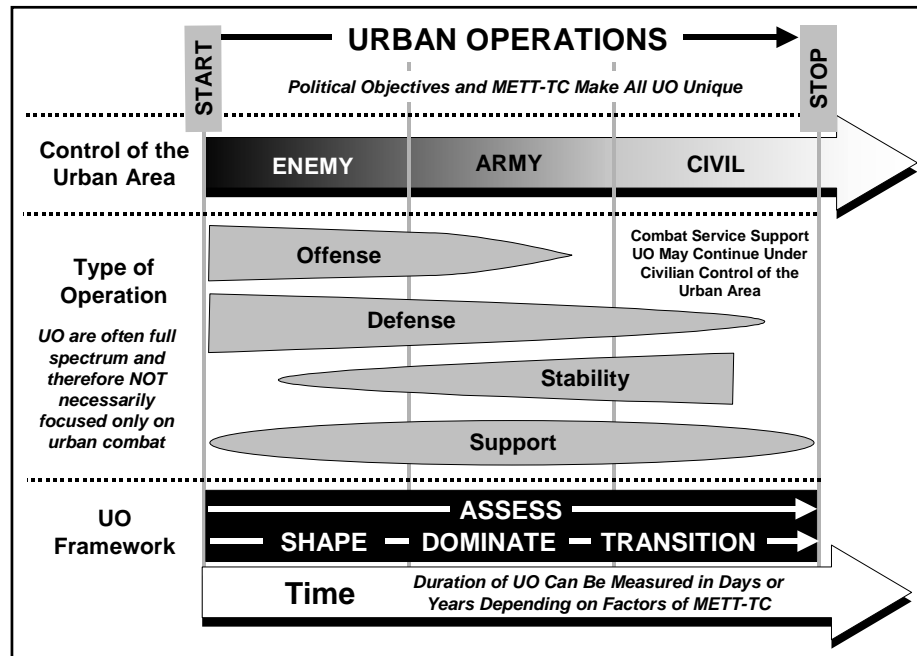 URBAN OPERATIONS
START
STOP
Political Objectives and METT-TC Make All UO Unique
Control of the
Urban Area
ENEMY
ARMY
CIVIL
Type of
Operation
UO are often full
spectrum and
therefore NOT
necessarily
focused only on
urban combat
Offense
Combat Service Support
UO May Continue Under
Civilian Control of the
Urban Area
Defense
Stability
Support
UO
Framework
ASSESS
SHAPE
DOMINATE
TRANSITION
Time
Duration of UO Can Be Measured in Days or
Years Depending on Factors of METT-TC